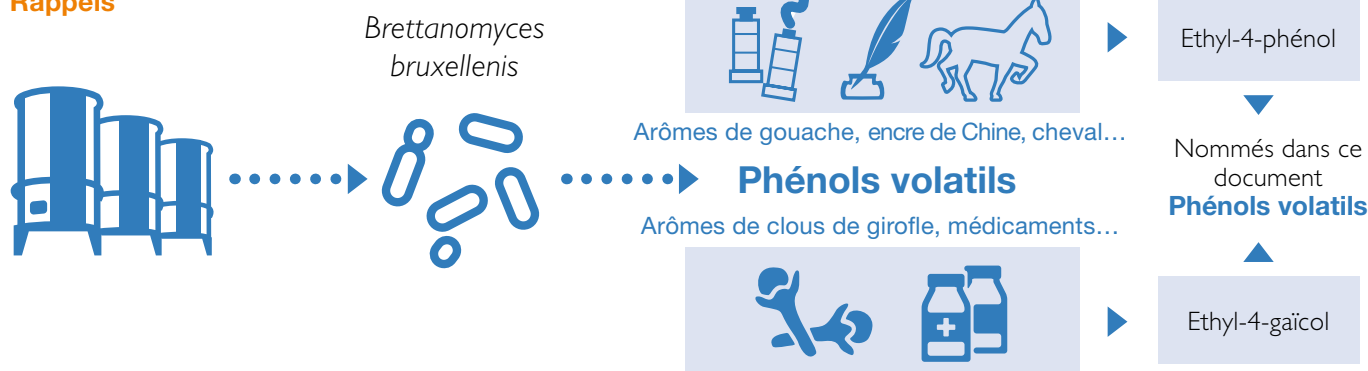 Rappels
Brettanomyces
bruxellenis
Arômes de gouache, encre de Chine, cheval...
Phénols volatils
Arômes de clous de girofle, médicaments...
Ethyl-4-phénol
Nommés dans ce
document
Phénols volatils
Ethyl-4-gaïcol